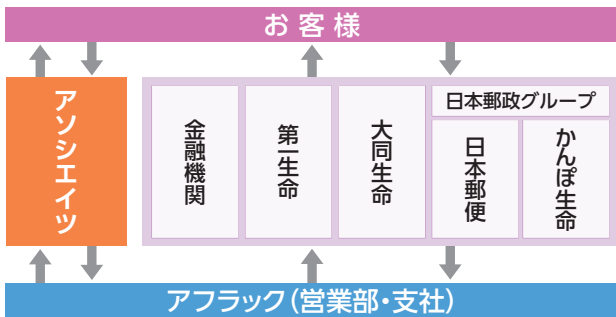 お客様
アソシエイツ
金融機関
第一生命
大同生命
日本郵政グループ
日本郵便
かんぽ生命
アフラック（営業部・支社）